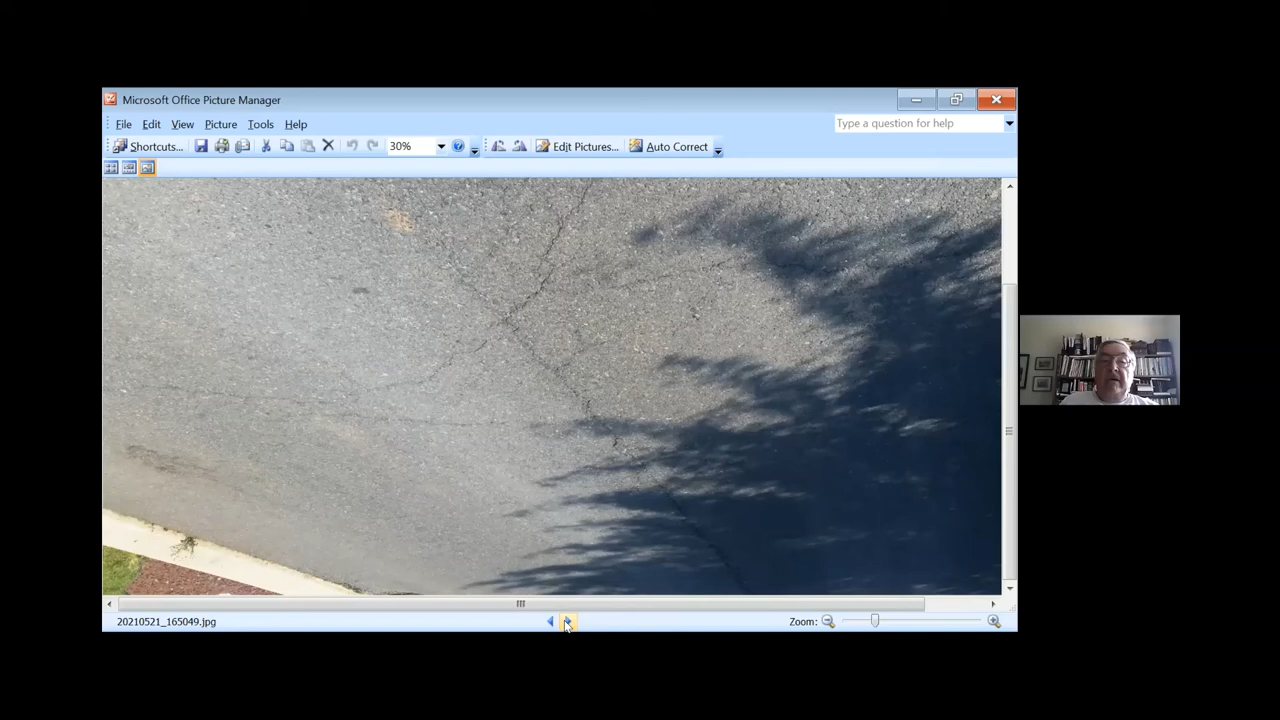 Microsoft Office Picture Manager
File Edit View Picture Tools Help
Type a question for help
Shortcuts... 30% Edit Pictures... Auto Correct
20210521_165049.jpg
Zoom: